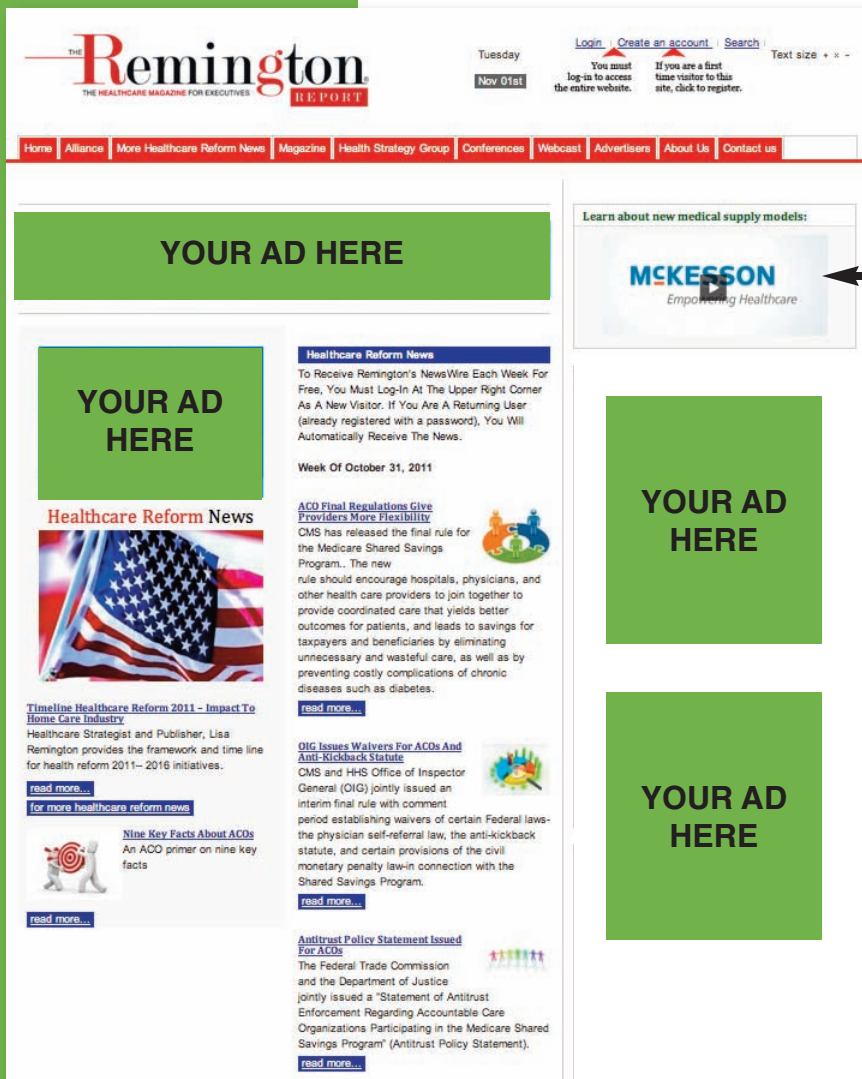 THE
Remington
REPORT
THE HEALTHCARE MAGAZINE FOR EXECUTIVES
Tuesday
Nov 01st
Login | Create an account | Search |
You must
log-in to access
the entire website.
If you are a first
time visitor to this
site, click to register.
Text size + × −
Home Alliance More Healthcare Reform News Magazine Health Strategy Group Conferences Webcast Advertisers About Us Contact us
YOUR AD HERE
Learn about new medical supply models:
MCKESSON
Empowering Healthcare
YOUR AD
HERE
Healthcare Reform News
Timeline Healthcare Reform 2011 – Impact To
Home Care Industry
Healthcare Strategist and Publisher, Lisa
Remington provides the framework and time line
for health reform 2011– 2016 initiatives.
read more...
for more healthcare reform news
Nine Key Facts About ACOs
An ACO primer on nine key
facts
read more...
Healthcare Reform News
To Receive Remington's NewsWire Each Week For
Free, You Must Log-In At The Upper Right Corner
As A New Visitor. If You Are A Returning User
(already registered with a password), You Will
Automatically Receive The News.
Week Of October 31, 2011
ACO Final Regulations Give
Providers More Flexibility
CMS has released the final rule for
the Medicare Shared Savings
Program.. The new
rule should encourage hospitals, physicians, and
other health care providers to join together to
provide coordinated care that yields better
outcomes for patients, and leads to savings for
taxpayers and beneficiaries by eliminating
unnecessary and wasteful care, as well as by
preventing costly complications of chronic
diseases such as diabetes.
read more...
OIG Issues Waivers For ACOs And
Anti-Kickback Statute
CMS and HHS Office of Inspector
General (OIG) jointly issued an
interim final rule with comment
period establishing waivers of certain Federal laws-
the physician self-referral law, the anti-kickback
statute, and certain provisions of the civil
monetary penalty law-in connection with the
Shared Savings Program.
read more...
Antitrust Policy Statement Issued
For ACOs
The Federal Trade Commission
and the Department of Justice
jointly issued a "Statement of Antitrust
Enforcement Regarding Accountable Care
Organizations Participating in the Medicare Shared
Savings Program" (Antitrust Policy Statement).
read more...
YOUR AD
HERE
YOUR AD
HERE